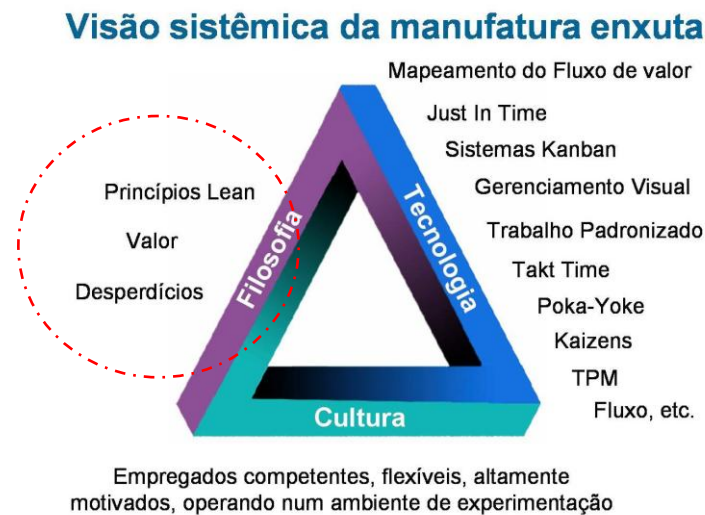 Visão sistêmica da manufatura enxuta
Mapeamento do Fluxo de valor
Just In Time
Sistemas Kanban
Gerenciamento Visual
Trabalho Padronizado
Takt Time
Poka-Yoke
Kaizens
TPM
Fluxo, etc.
Princípios Lean
Valor
Desperdícios
Filosofia
Tecnologia
Cultura
Empregados competentes, flexíveis, altamente
motivados, operando num ambiente de experimentação